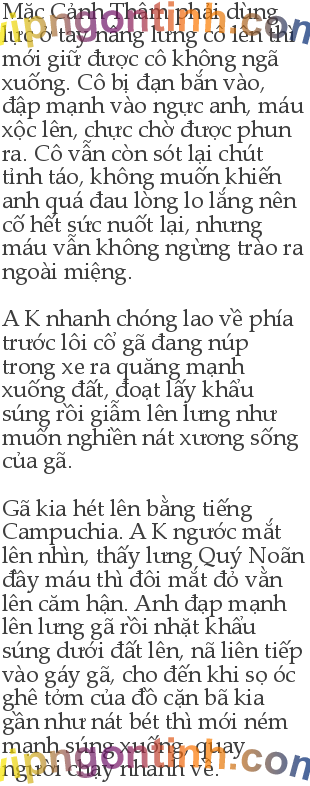 Mặc Cảnh Thâm phải dùng
lực ở tay nâng lưng cô lên thì
mới giữ được cô không ngã
xuống. Cô bị đạn bắn vào,
đập mạnh vào ngực anh, máu
xộc lên, chực chờ được phun
ra. Cô vẫn còn sót lại chút
tỉnh táo, không muốn khiến
anh quá đau lòng lo lắng nên
cố hết sức nuốt lại, nhưng
máu vẫn không ngừng trào ra
ngoài miệng.

A K nhanh chóng lao về phía
trước lôi cổ gã đang núp
trong xe ra quăng mạnh
xuống đất, đoạt lấy khẩu
súng rồi giẫm lên lưng như
muốn nghiền nát xương sống
của gã.

Gã kia hét lên bằng tiếng
Campuchia. A K ngước mắt
lên nhìn, thấy lưng Quý Noãn
đầy máu thì đôi mắt đỏ vằn
lên căm hận. Anh đạp mạnh
lên lưng gã rồi nhặt khẩu
súng dưới đất lên, nã liên tiếp
vào gáy gã, cho đến khi sọ óc
ghê tởm của đồ cặn bã kia
gần như nát bét thì mới ném
mạnh súng xuống, quay
người chạy nhanh về.
vipngontinh.com
vipngontinh.com